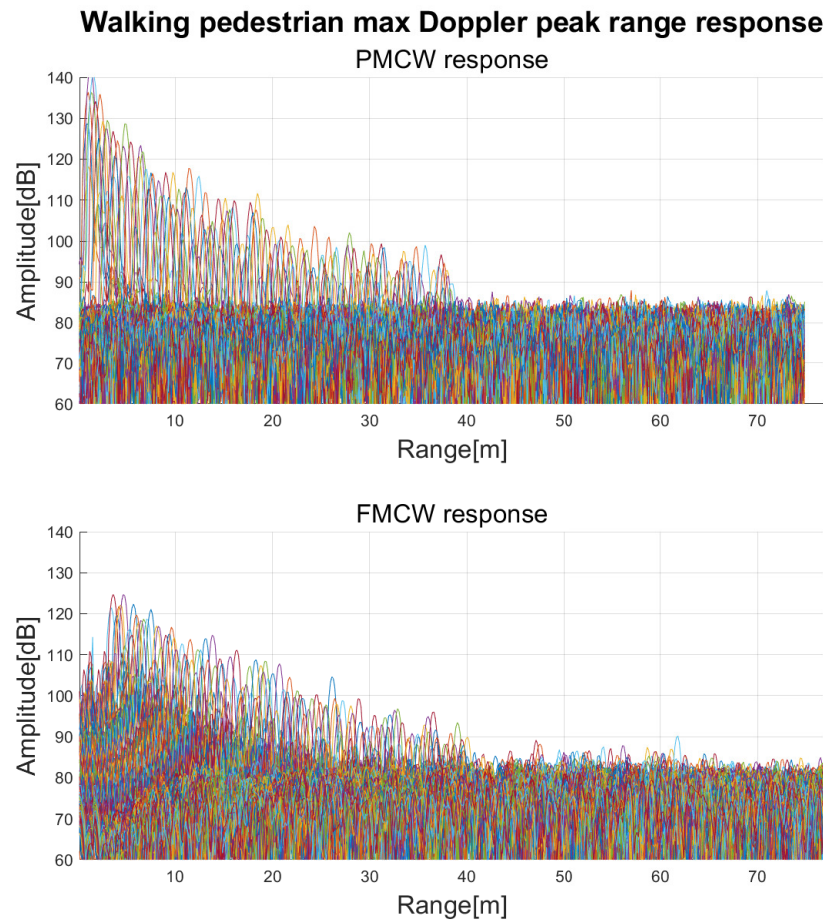 Walking pedestrian max Doppler peak range response
PMCW response
140
130
120
110
100
90
80
70
60
Amplitude[dB]
10 20 30 40 50 60 70
Range[m]
FMCW response
140
130
120
110
100
90
80
70
60
Amplitude[dB]
10 20 30 40 50 60 70
Range[m]